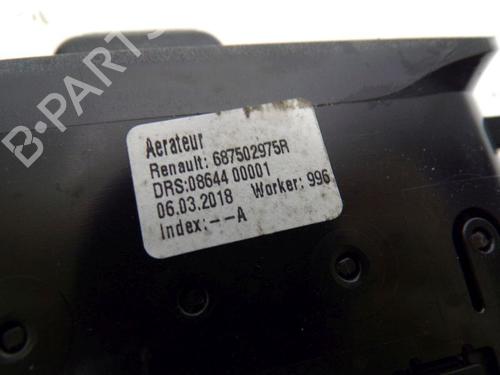 B-PARTS
Aerateur
Renault: 687502975R
DRS:08644 00001
06.03.2018 Worker: 996
Index:--A